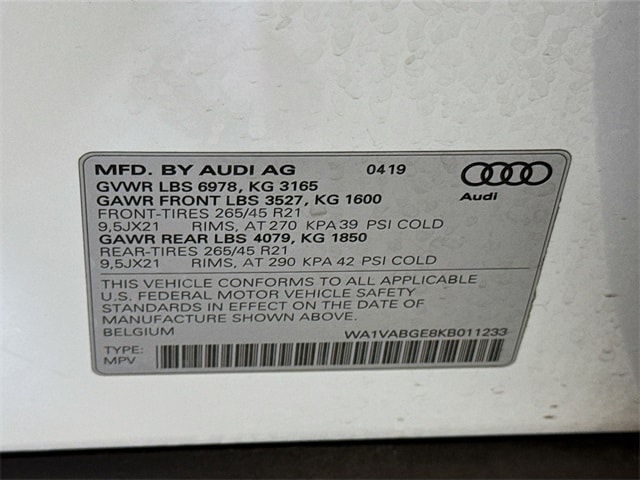 MFD. BY AUDI AG 0419
GVWR LBS 6978, KG 3165
GAWR FRONT LBS 3527, KG 1600
FRONT-TIRES 265/45 R21
9,5JX21 RIMS, AT 270 KPA 39 PSI COLD
GAWR REAR LBS 4079, KG 1850
REAR-TIRES 265/45 R21
9,5JX21 RIMS, AT 290 KPA 42 PSI COLD
Audi
THIS VEHICLE CONFORMS TO ALL APPLICABLE
U.S. FEDERAL MOTOR VEHICLE SAFETY
STANDARDS IN EFFECT ON THE DATE OF
MANUFACTURE SHOWN ABOVE.
BELGIUM WA1VABGE8KB011233
TYPE:
MPV